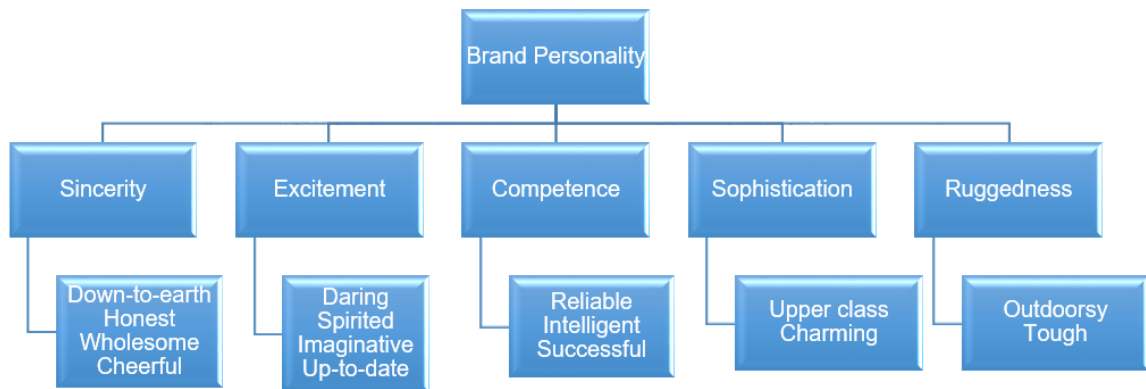 Brand Personality
Sincerity
Excitement
Competence
Sophistication
Ruggedness
Down-to-earth
Honest
Wholesome
Cheerful
Daring
Spirited
Imaginative
Up-to-date
Reliable
Intelligent
Successful
Upper class
Charming
Outdoorsy
Tough